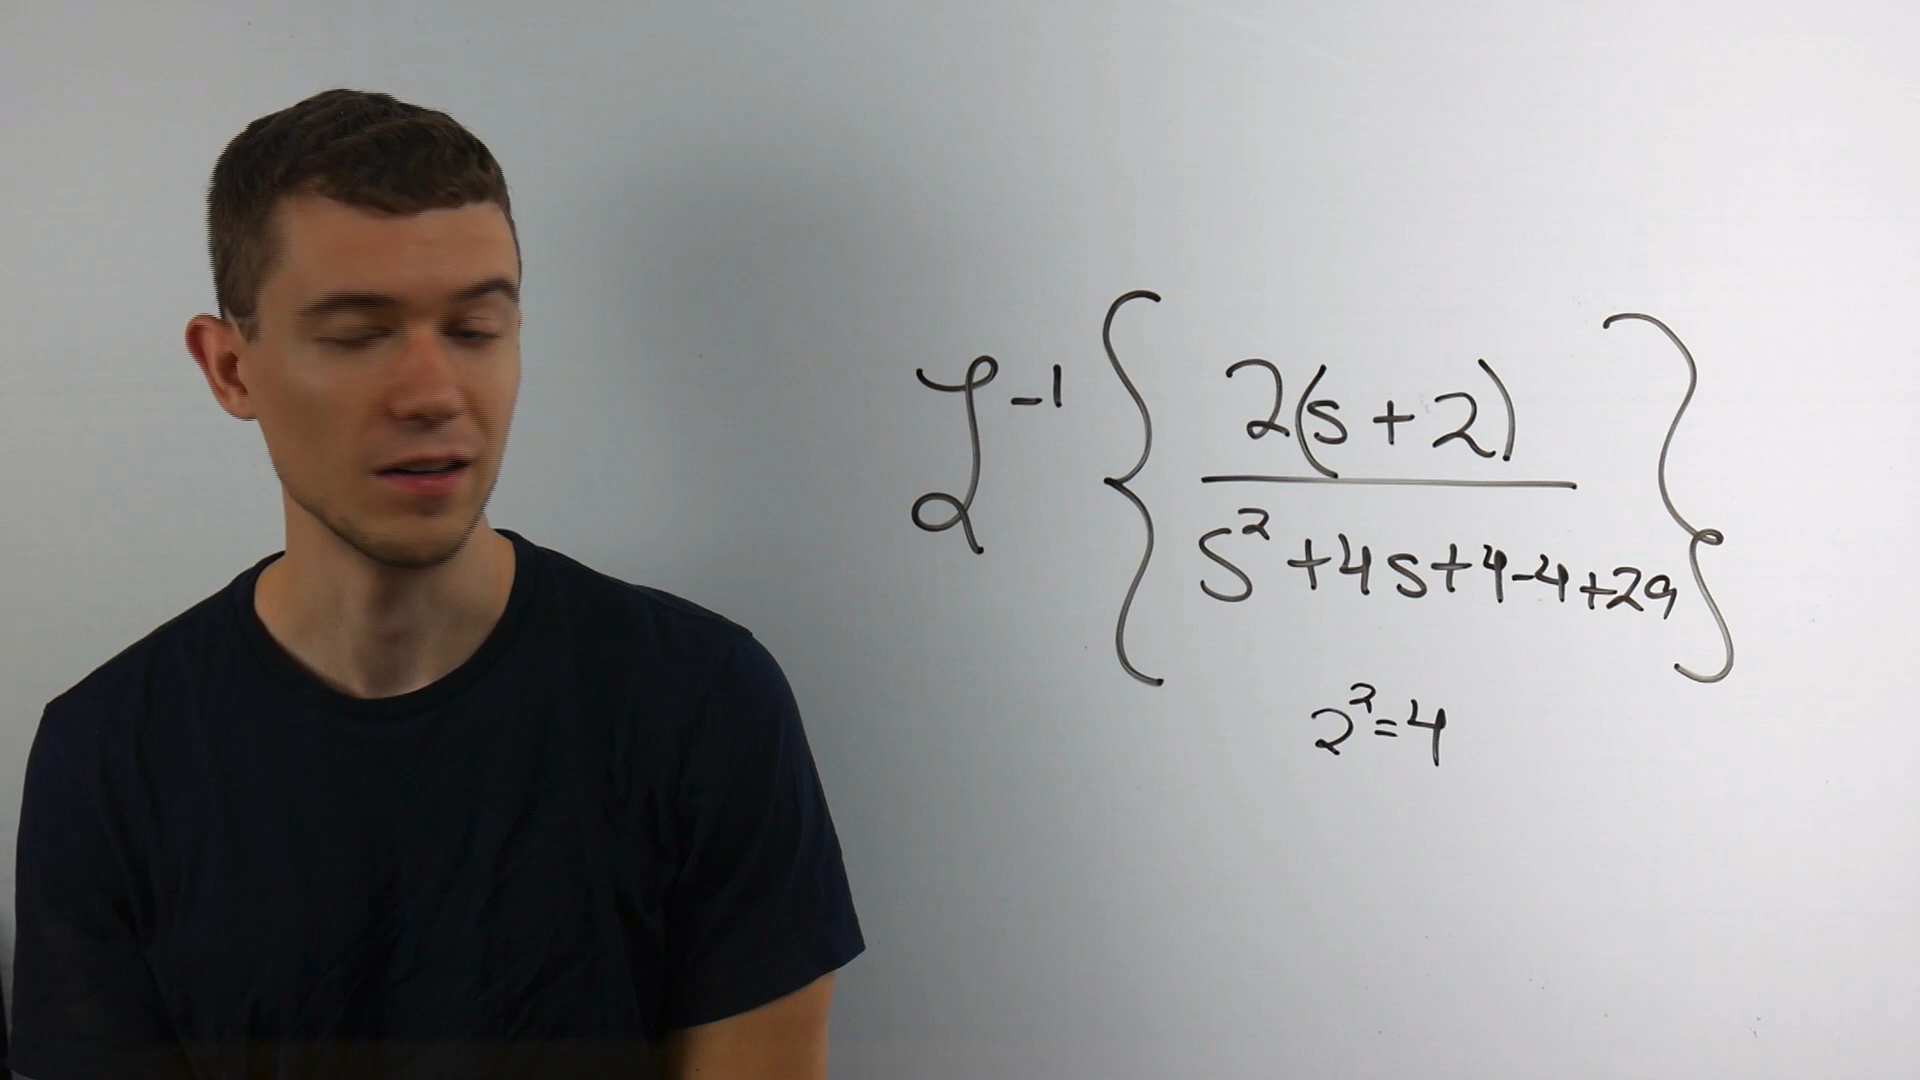 ℒ⁻¹ { 2(s+2) / s²+4s+4-4+29 }
2²=4